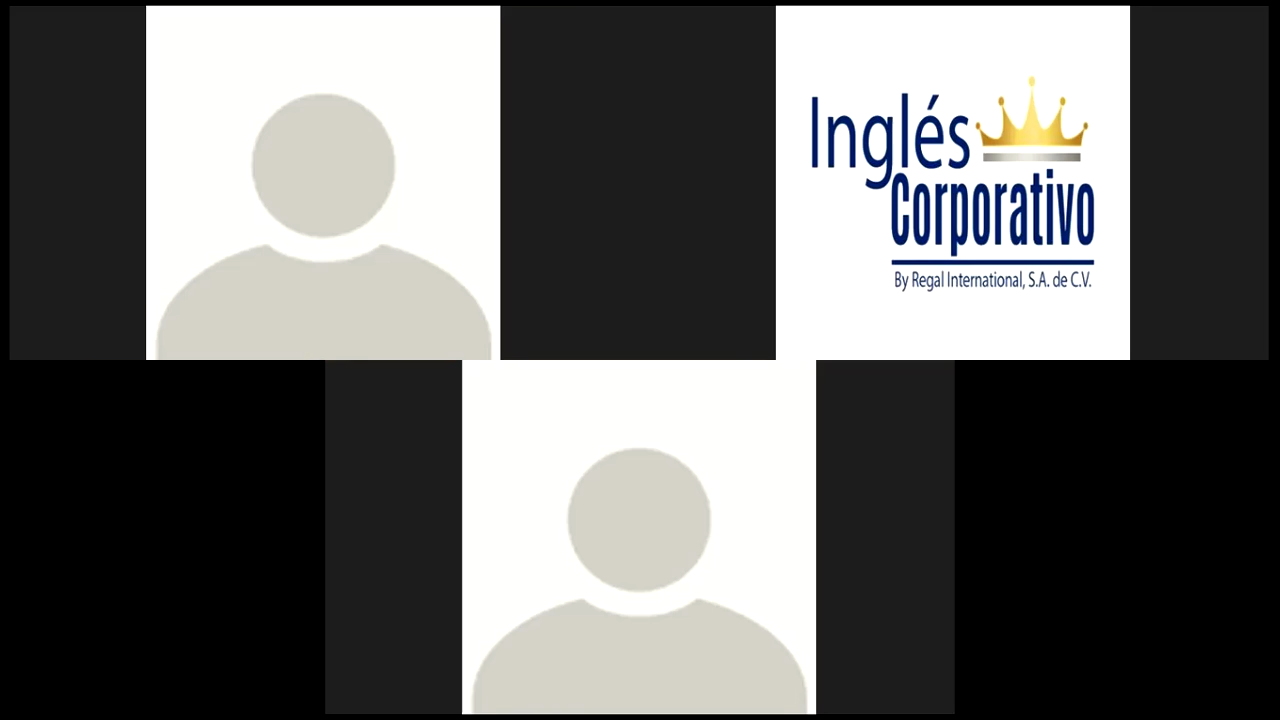 Inglés
Corporativo
By Regal International, S.A. de C.V.